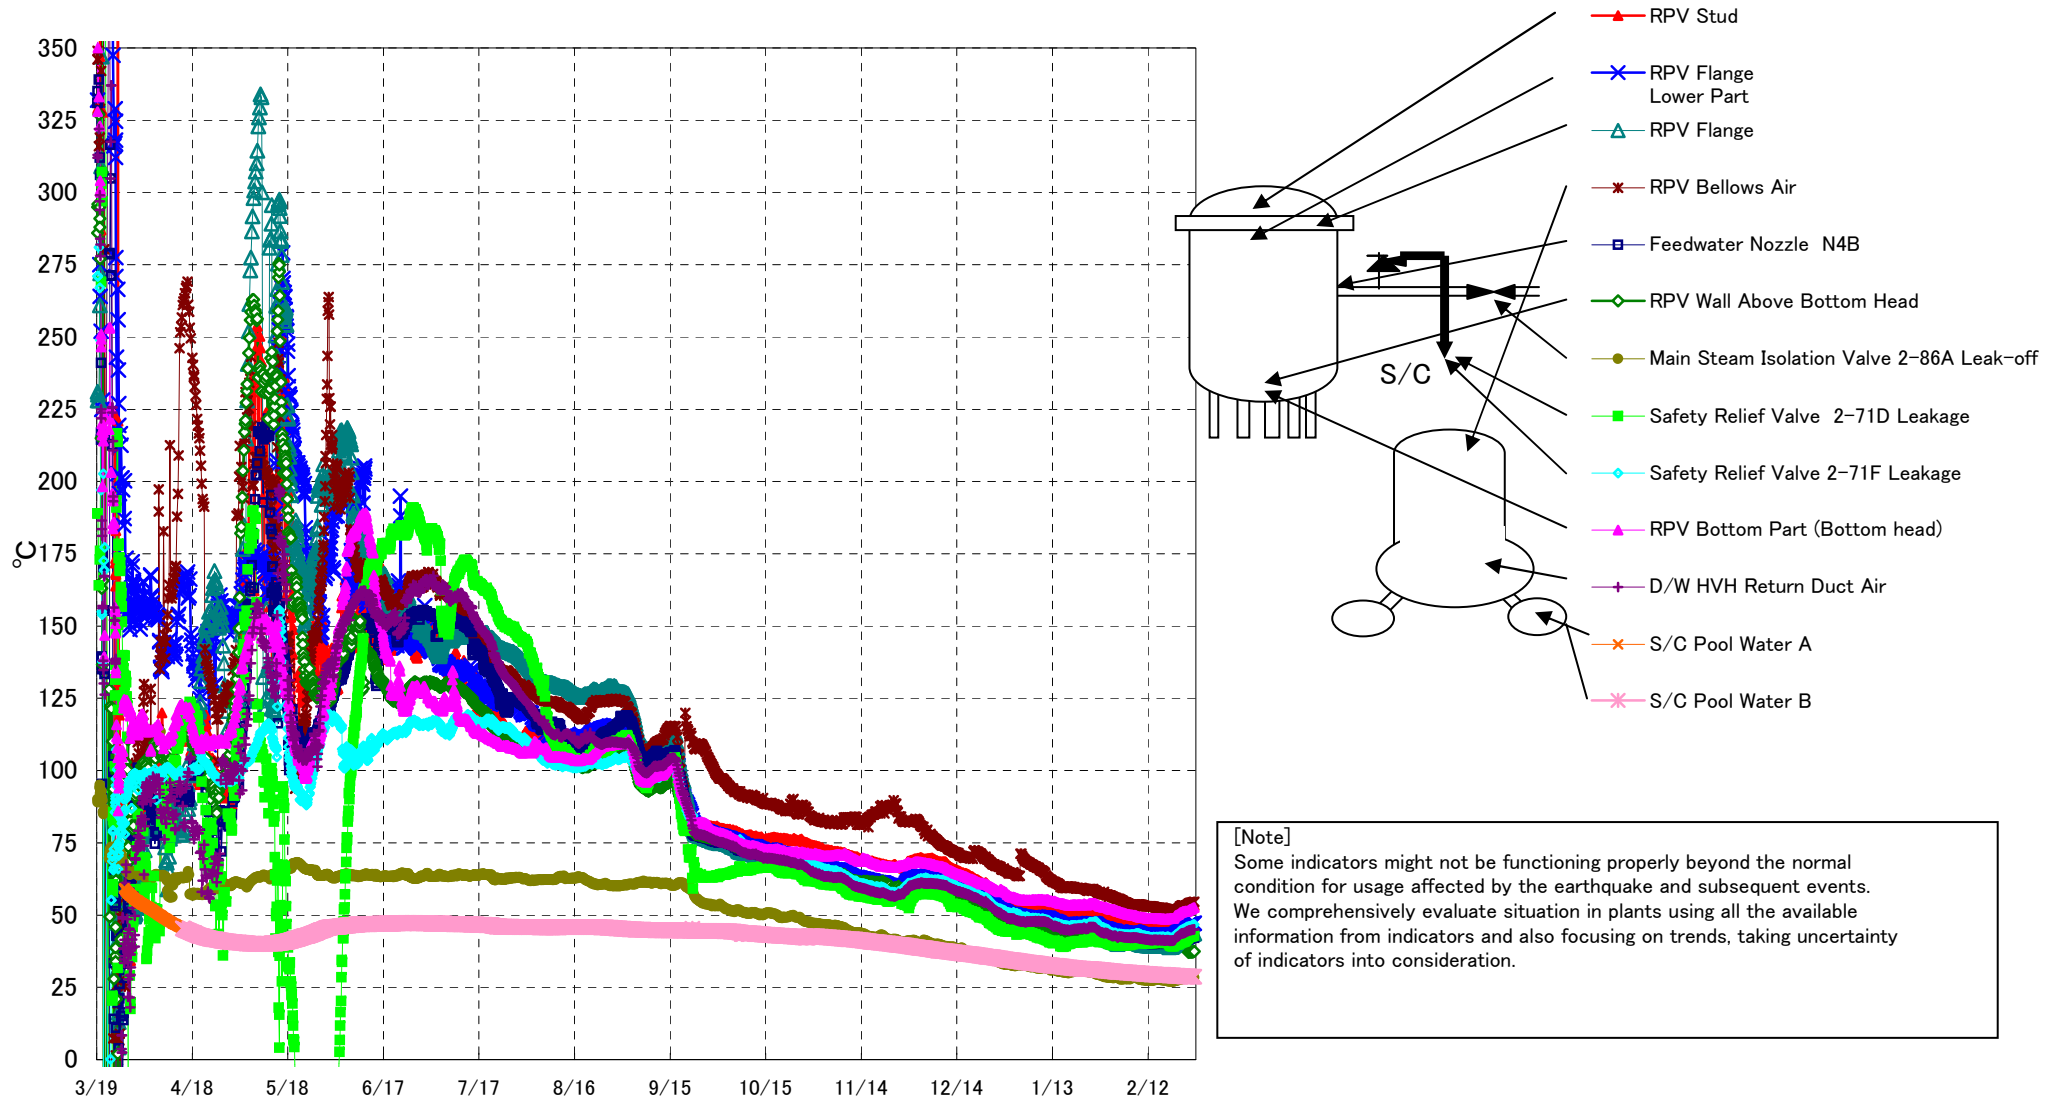 350
325
300
275
250
225
200
175
150
125
100
75
50
25
0
℃
3/19 4/18 5/18 6/17 7/17 8/16 9/15 10/15 11/14 12/14 1/13 2/12
RPV Stud
RPV Flange
Lower Part
RPV Flange
RPV Bellows Air
Feedwater Nozzle N4B
RPV Wall Above Bottom Head
Main Steam Isolation Valve 2-86A Leak-off
Safety Relief Valve 2-71D Leakage
Safety Relief Valve 2-71F Leakage
RPV Bottom Part (Bottom head)
D/W HVH Return Duct Air
S/C Pool Water A
S/C Pool Water B
S/C
[Note]
Some indicators might not be functioning properly beyond the normal
condition for usage affected by the earthquake and subsequent events.
We comprehensively evaluate situation in plants using all the available
information from indicators and also focusing on trends, taking uncertainty
of indicators into consideration.